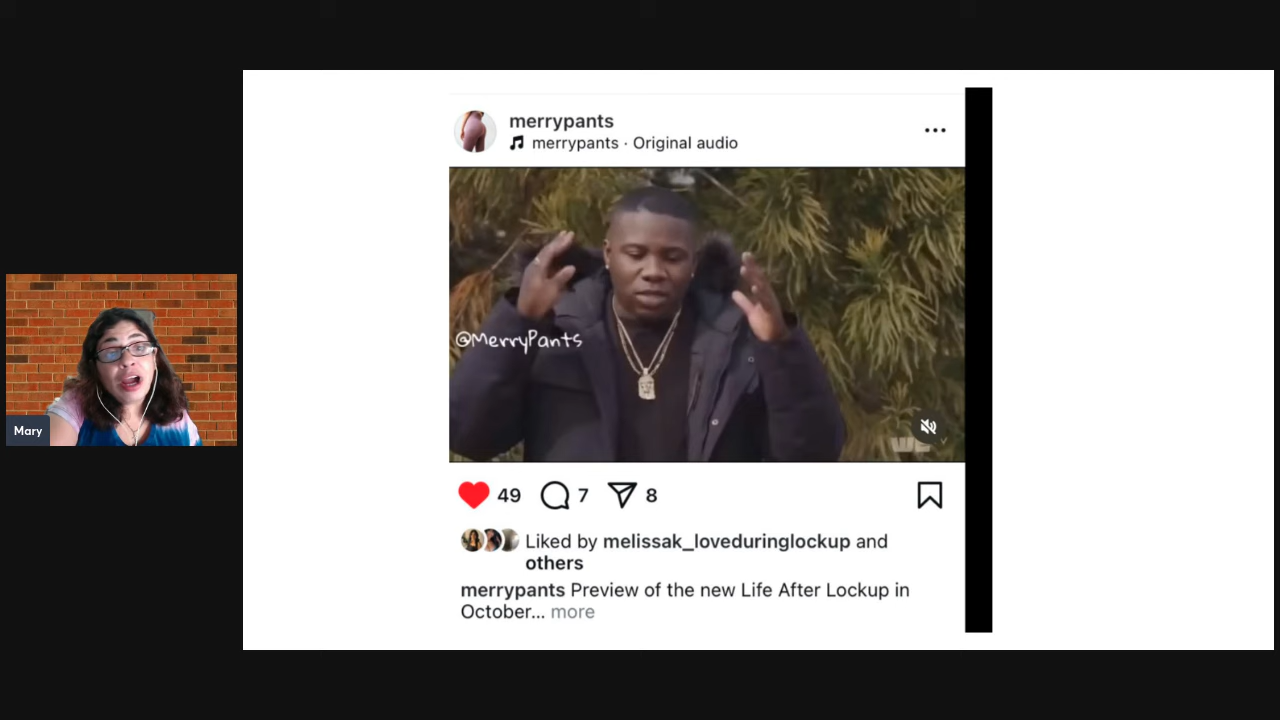 merrypants
merrypants · Original audio
@MerryPants
49
7
8
Liked by melissak_loveduringlockup and
others
merrypants Preview of the new Life After Lockup in
October... more
Mary